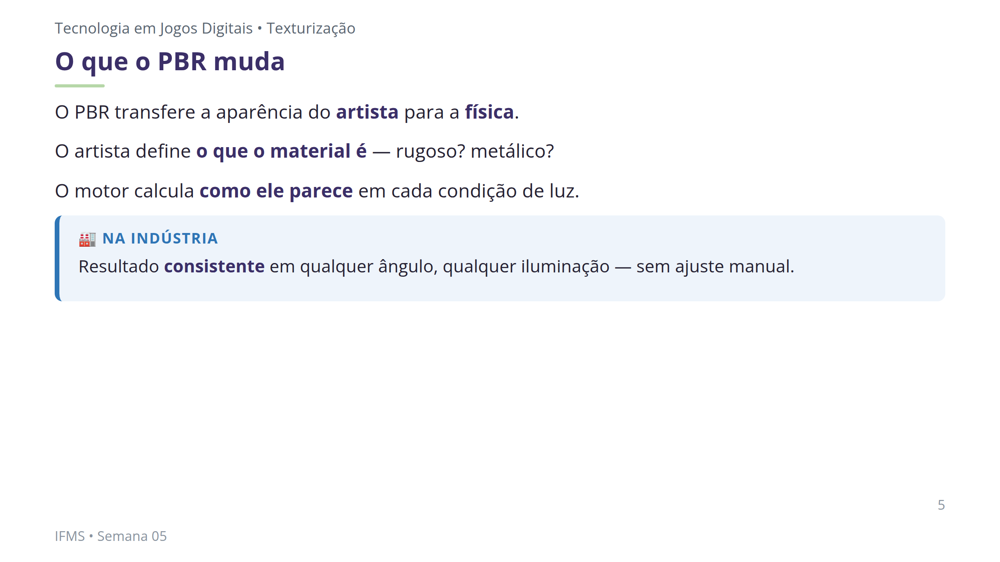 Tecnologia em Jogos Digitais • Texturização
O que o PBR muda
O PBR transfere a aparência do artista para a física.
O artista define o que o material é — rugoso? metálico?
O motor calcula como ele parece em cada condição de luz.
🏭 NA INDÚSTRIA
Resultado consistente em qualquer ângulo, qualquer iluminação — sem ajuste manual.
5
IFMS • Semana 05